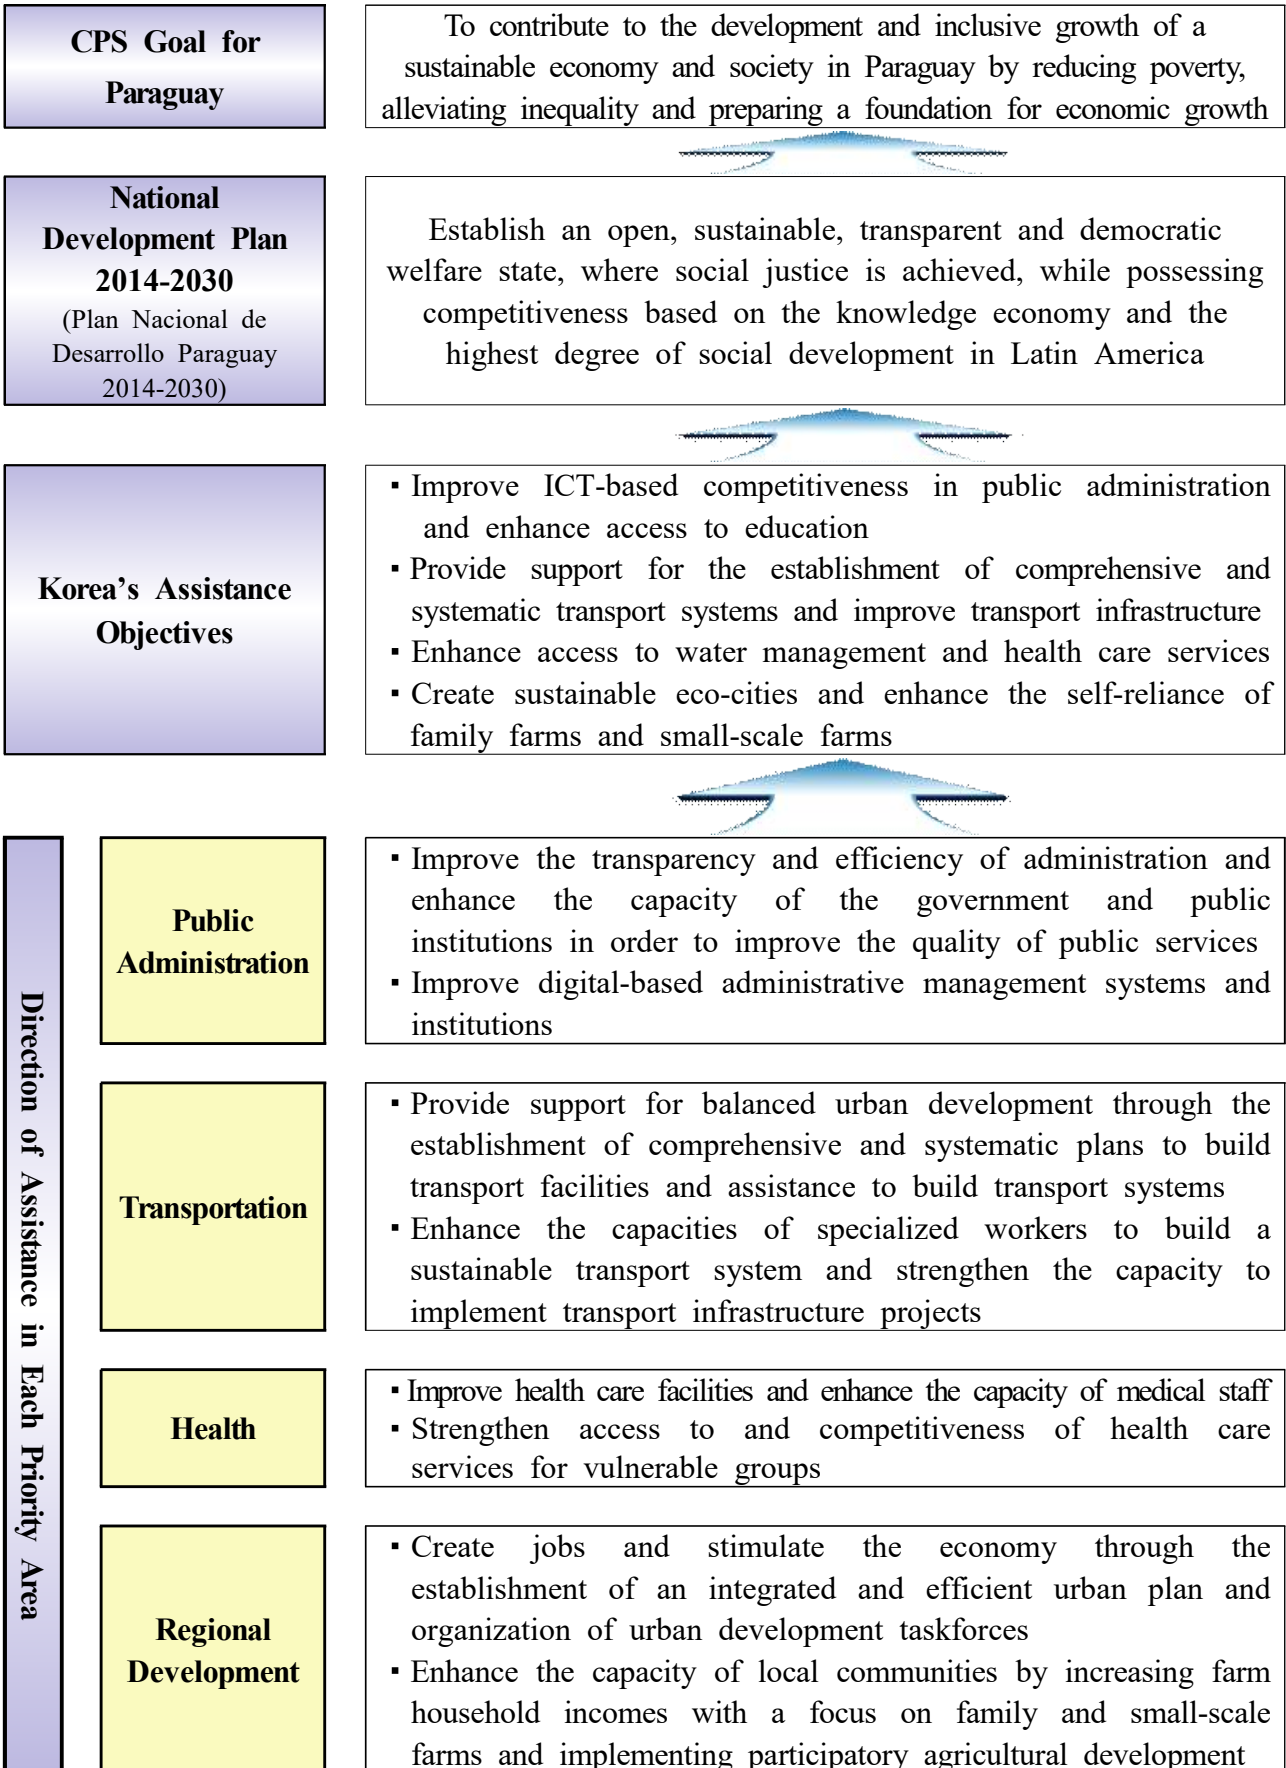 CPS Goal for
Paraguay
To contribute to the development and inclusive growth of a
sustainable economy and society in Paraguay by reducing poverty,
alleviating inequality and preparing a foundation for economic growth
National
Development Plan
2014-2030
(Plan Nacional de
Desarrollo Paraguay
2014-2030)
Establish an open, sustainable, transparent and democratic
welfare state, where social justice is achieved, while possessing
competitiveness based on the knowledge economy and the
highest degree of social development in Latin America
Korea's Assistance
Objectives
▪ Improve ICT-based competitiveness in public administration
and enhance access to education
▪ Provide support for the establishment of comprehensive and
systematic transport systems and improve transport infrastructure
▪ Enhance access to water management and health care services
▪ Create sustainable eco-cities and enhance the self-reliance of
family farms and small-scale farms
Direction of Assistance in Each Priority Area
Public
Administration
▪ Improve the transparency and efficiency of administration and
enhance the capacity of the government and public
institutions in order to improve the quality of public services
▪ Improve digital-based administrative management systems and
institutions
Transportation
▪ Provide support for balanced urban development through the
establishment of comprehensive and systematic plans to build
transport facilities and assistance to build transport systems
▪ Enhance the capacities of specialized workers to build a
sustainable transport system and strengthen the capacity to
implement transport infrastructure projects
Health
▪ Improve health care facilities and enhance the capacity of medical staff
▪ Strengthen access to and competitiveness of health care
services for vulnerable groups
Regional
Development
▪ Create jobs and stimulate the economy through the
establishment of an integrated and efficient urban plan and
organization of urban development taskforces
▪ Enhance the capacity of local communities by increasing farm
household incomes with a focus on family and small-scale
farms and implementing participatory agricultural development